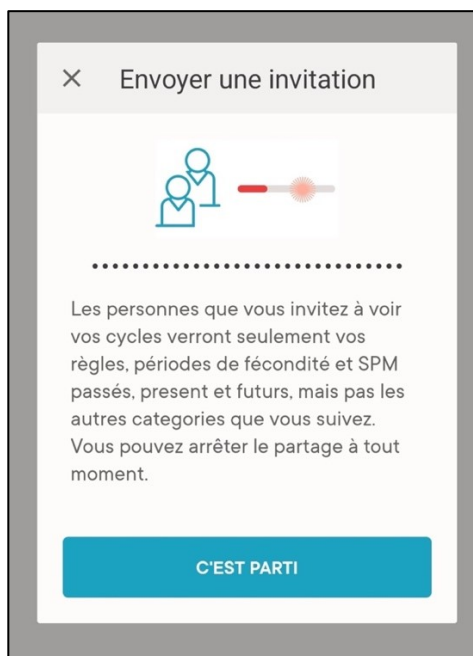 Envoyer une invitation
Les personnes que vous invitez à voir
vos cycles verront seulement vos
règles, périodes de fécondité et SPM
passés, present et futurs, mais pas les
autres categories que vous suivez.
Vous pouvez arrêter le partage à tout
moment.
C'EST PARTI